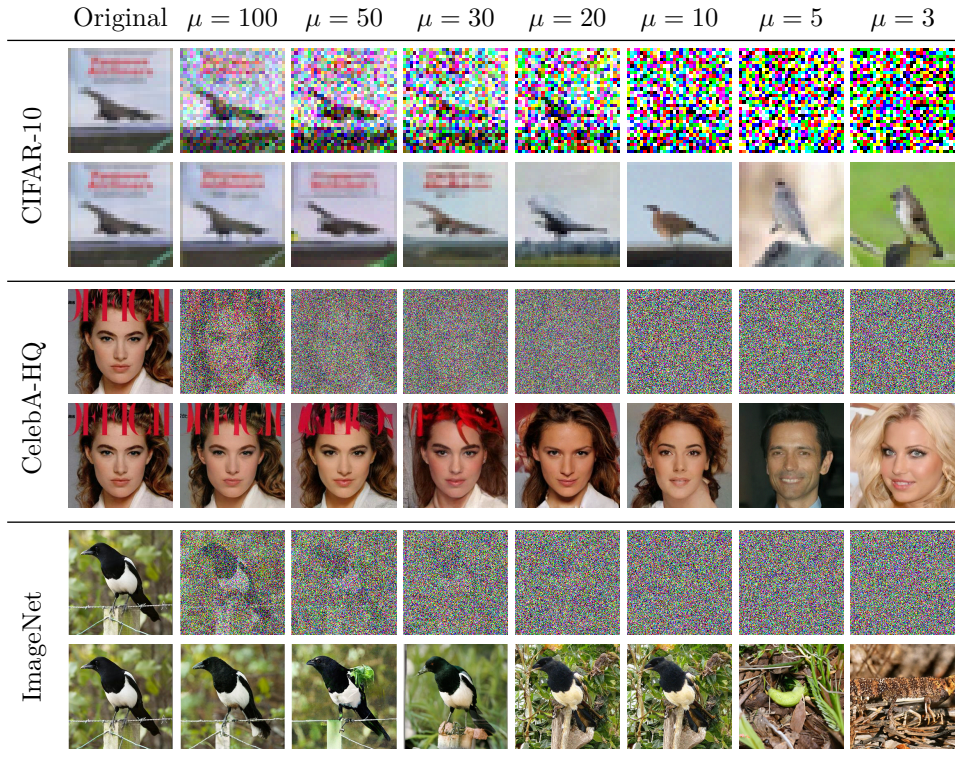 Original μ = 100 μ = 50 μ = 30 μ = 20 μ = 10 μ = 5 μ = 3
CIFAR-10
CelebA-HQ
ImageNet